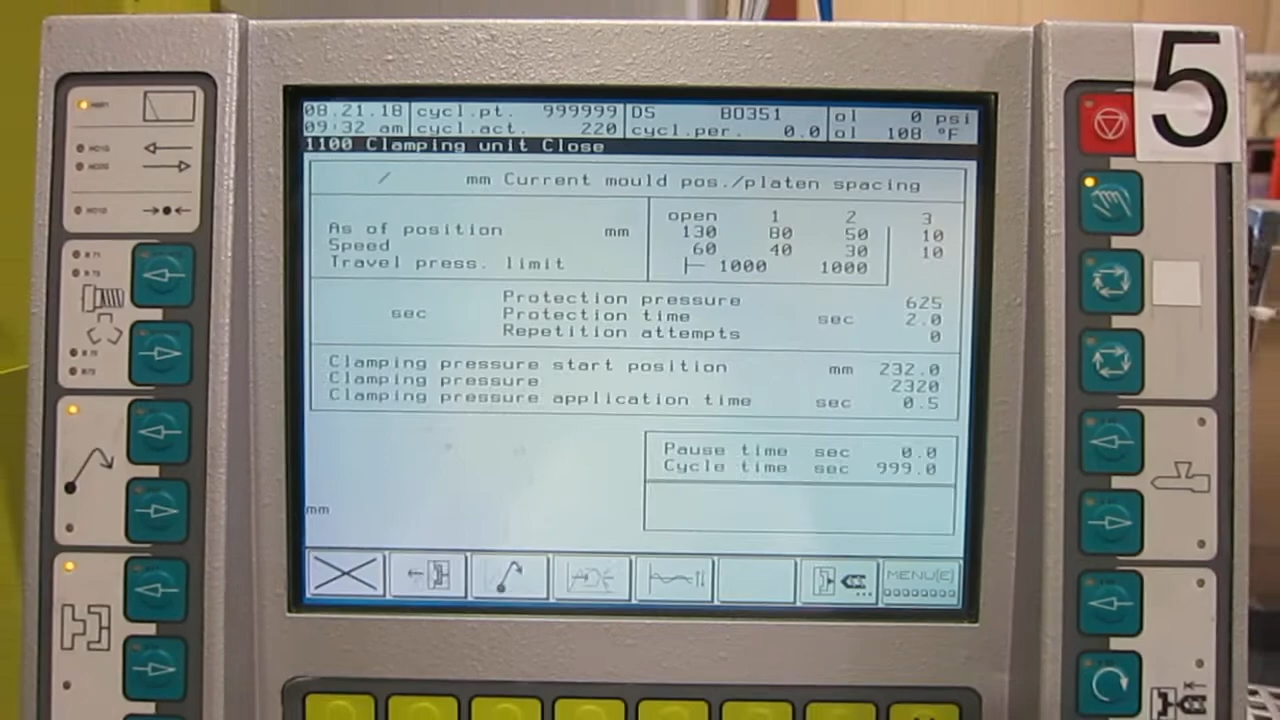 5
08.21.18 cycl.pt. 999999 DS BO351 ol 0 psi
09:32 am cycl.act. 220 cycl.per. 0.0 ol 108 °F
1100 Clamping unit Close
/ mm Current mould pos./platen spacing
open 1 2 3
As of position mm 130 80 50 10
Speed 60 40 30 10
Travel press. limit 1000 1000
Protection pressure 625
sec Protection time sec 2.0
Repetition attempts 0
Clamping pressure start position mm 232.0
Clamping pressure 2320
Clamping pressure application time sec 0.5
Pause time sec 0.0
Cycle time sec 999.0
mm
MENU(E)